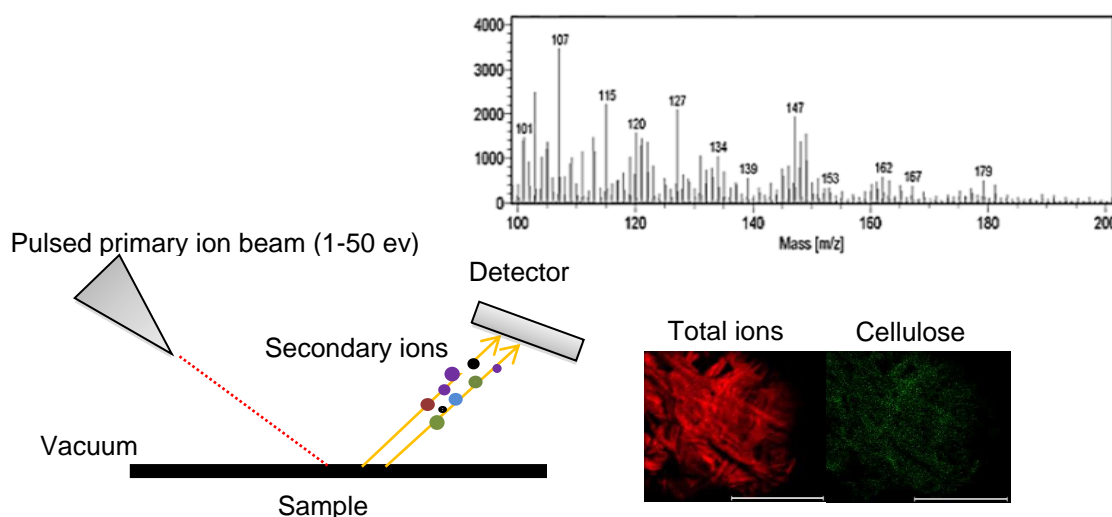 4000
107
3000
115
127
2000
147
101
120
134
1000
139
153
162
167
179
0
100 120 140 160 180 200
Mass [m/z]
Pulsed primary ion beam (1-50 ev)
Detector
Secondary ions
Total ions Cellulose
Vacuum
Sample